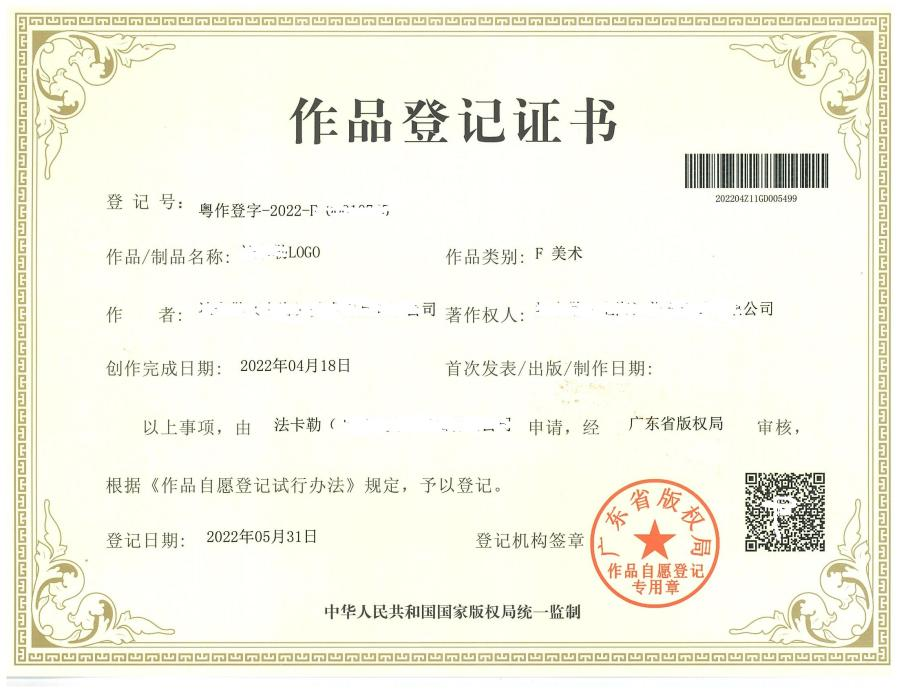 作品登记证书
202204Z11GD005499
登 记 号: 粤作登字-2022-F
作品/制品名称: LOGO 作品类别: F 美术
作 者: 公司 著作权人: 公司
创作完成日期: 2022年04月18日 首次发表/出版/制作日期:
以上事项, 由 法卡勒 ( 申请, 经 广东省版权局 审核,
根据《作品自愿登记试行办法》规定, 予以登记。
登记日期: 2022年05月31日 登记机构签章
广东省版权局
作品自愿登记
专用章
中华人民共和国国家版权局统一监制